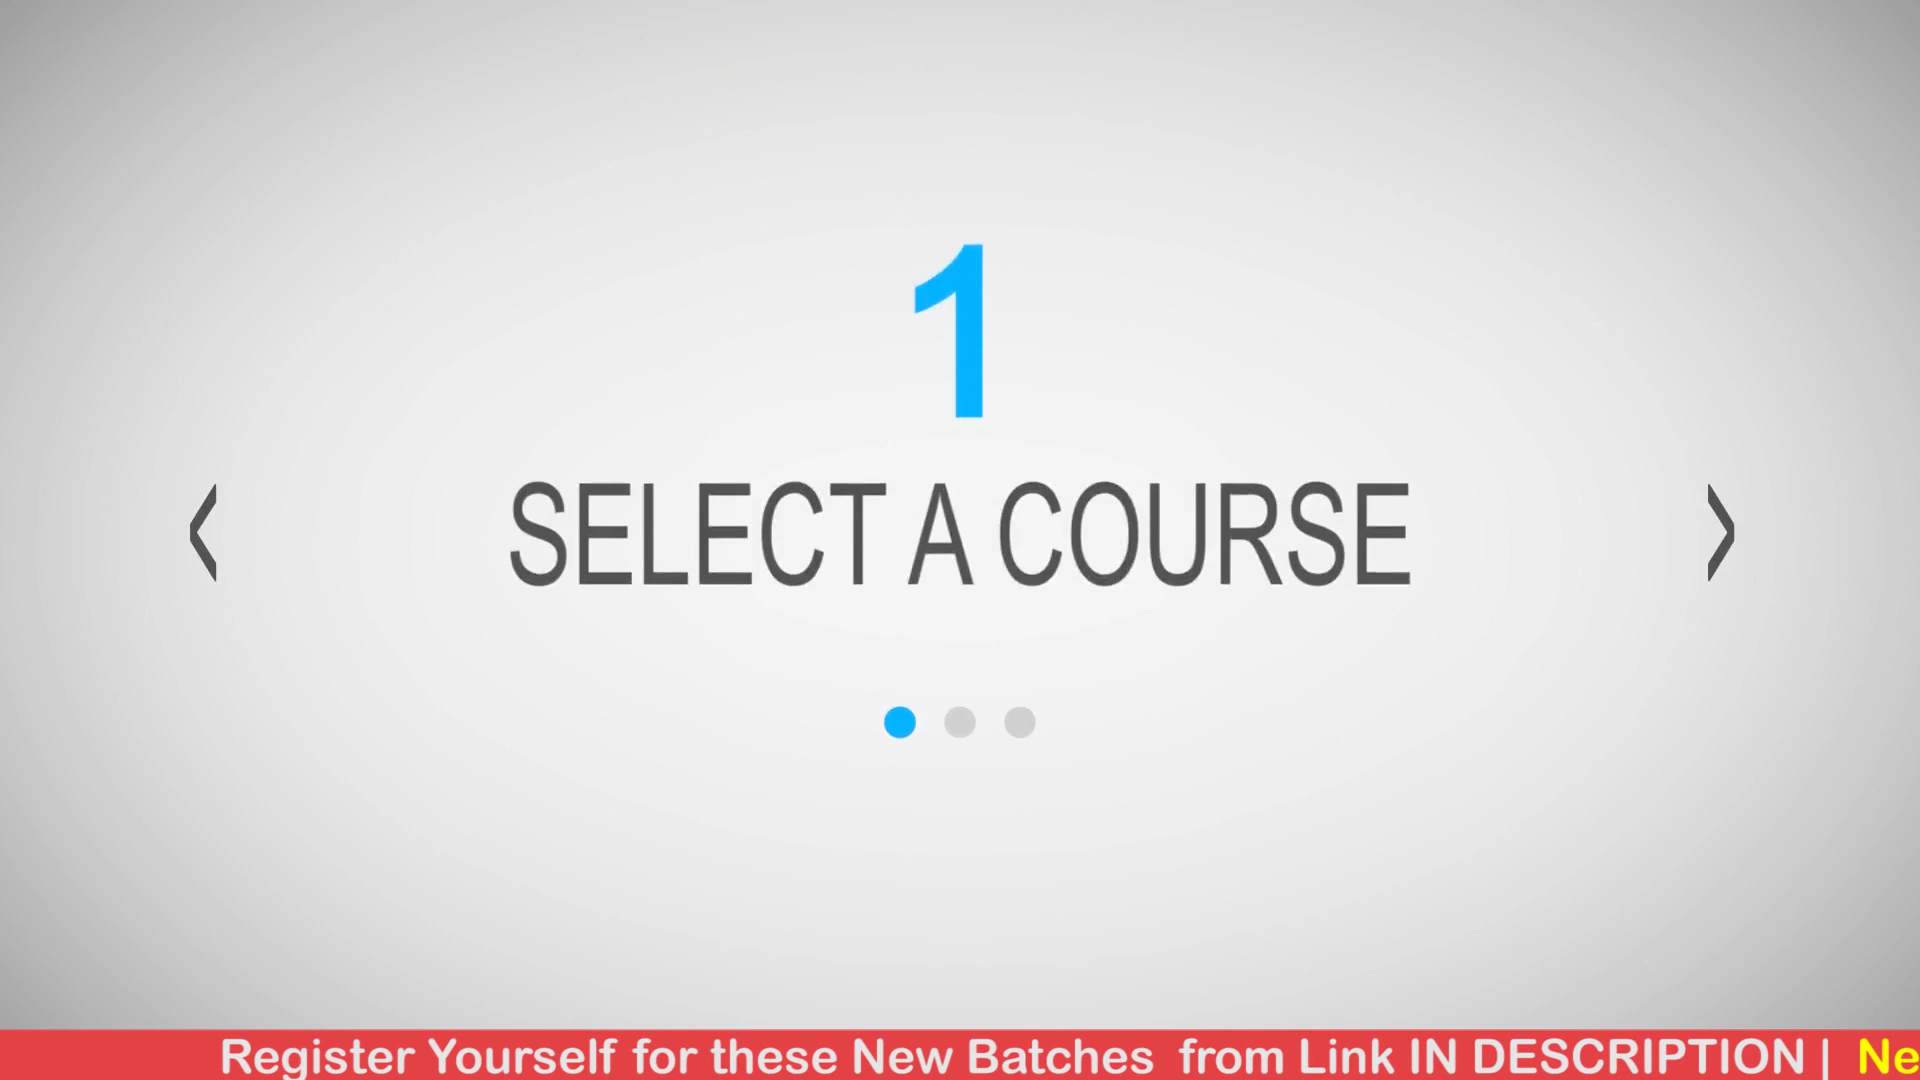 1
SELECT A COURSE
Register Yourself for these New Batches from Link IN DESCRIPTION |